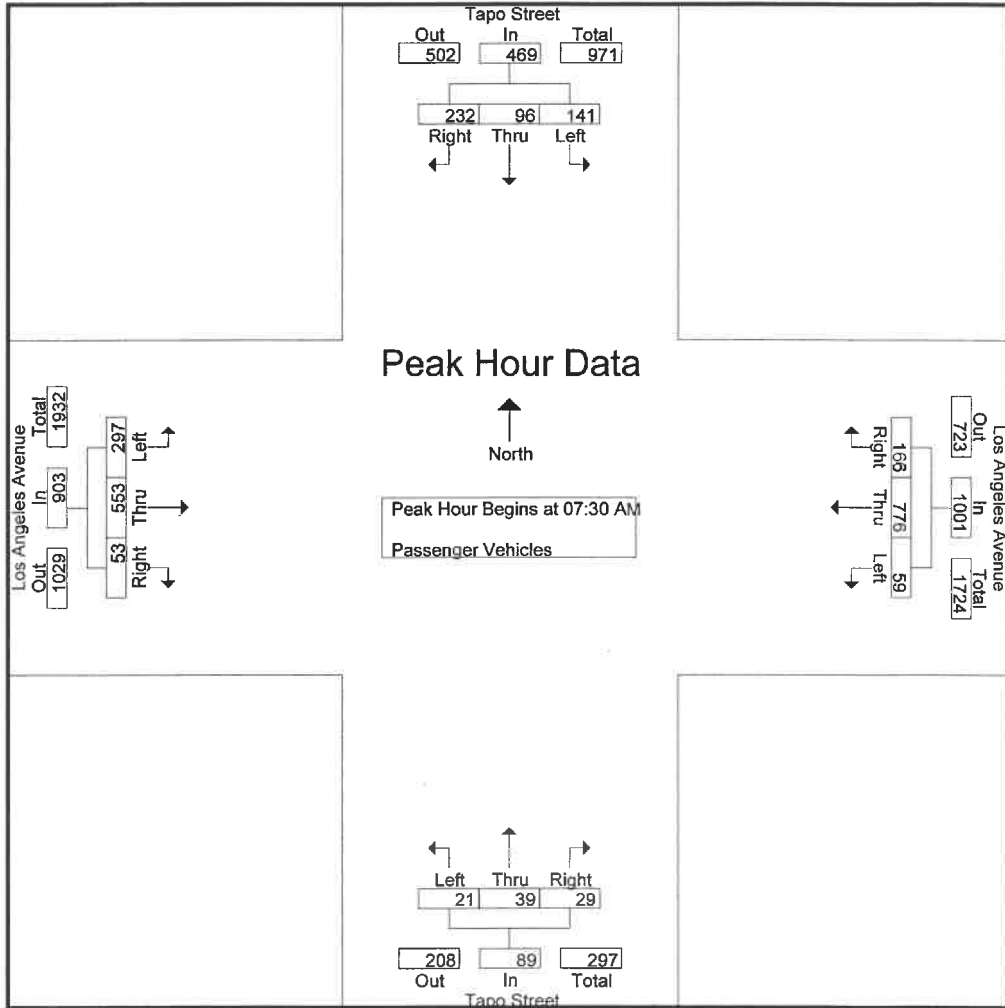 Tapo Street
Out In Total
502 469 971
232 96 141
Right Thru Left
Peak Hour Data
North
Peak Hour Begins at 07:30 AM
Passenger Vehicles
Los Angeles Avenue
Out In Total
1029 903 1932
53 553 297
Right Thru Left
Los Angeles Avenue
Out In Total
723 1001 1724
166 776 59
Right Thru Left
Left Thru Right
21 39 29
208 89 297
Out In Total
Tapo Street